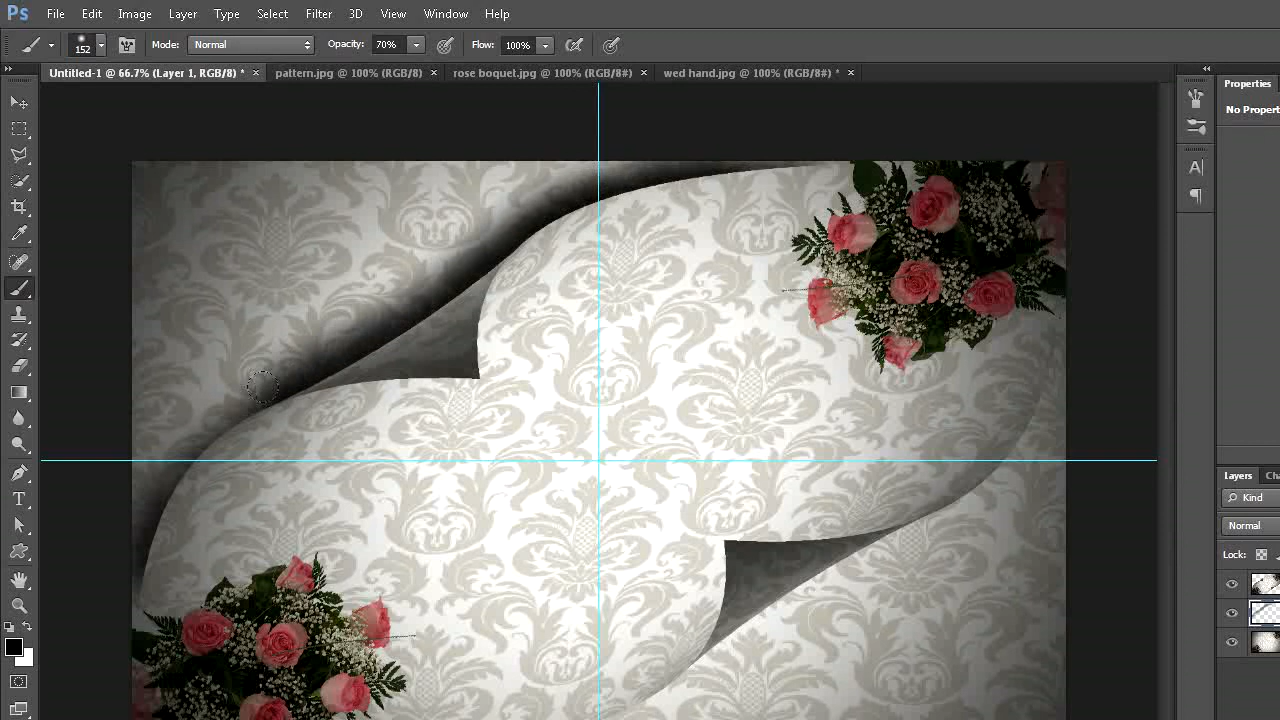 Ps File Edit Image Layer Type Select Filter 3D View Window Help
152 Mode: Normal Opacity: 70% Flow: 100%
Untitled-1 @ 66.7% (Layer 1, RGB/8) * × pattern.jpg @ 100% (RGB/8) × rose boquet.jpg @ 100% (RGB/8#) × wed hand.jpg @ 100% (RGB/8#) * ×
Properties
No Propert
A
T
Layers Cha
Kind
Normal
Lock: